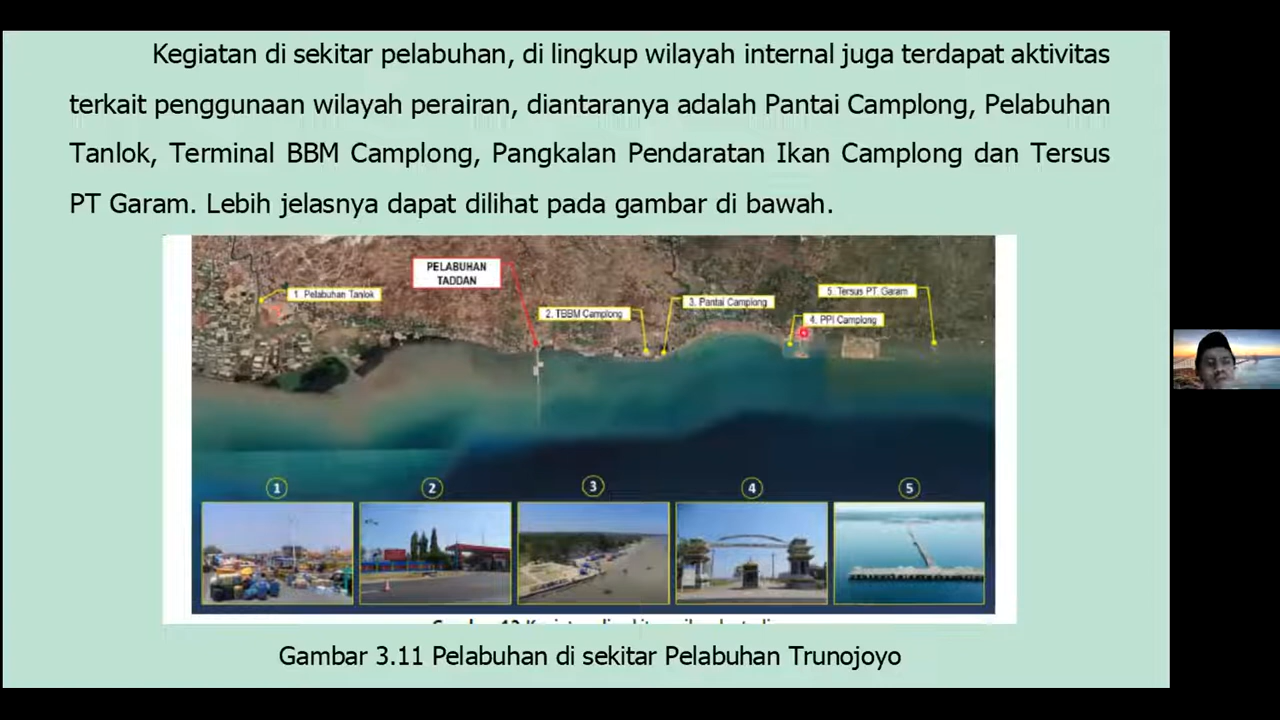 Kegiatan di sekitar pelabuhan, di lingkup wilayah internal juga terdapat aktivitas
terkait penggunaan wilayah perairan, diantaranya adalah Pantai Camplong, Pelabuhan
Tanlok, Terminal BBM Camplong, Pangkalan Pendaratan Ikan Camplong dan Tersus
PT Garam. Lebih jelasnya dapat dilihat pada gambar di bawah.
PELABUHAN
TADDAN
1. Pelabuhan Tanlok
2. TBBM Camplong
3. Pantai Camplong
5. Tersus PT. Garam
4. PPI Camplong
1
2
3
4
5
Gambar 3.11 Pelabuhan di sekitar Pelabuhan Trunojoyo